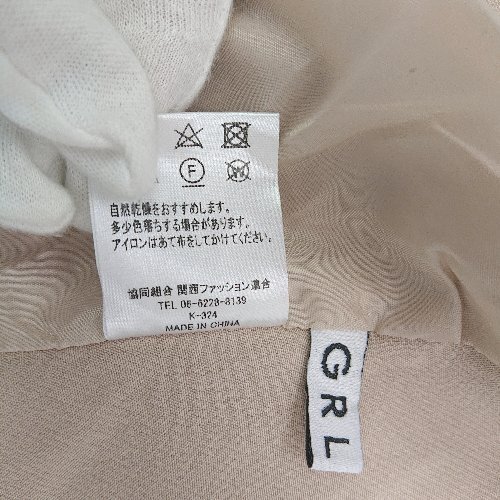 F
W
自然乾燥をおすすめします。
多少色落ちする場合があります。
アイロンはあて布をしてかけてください。
協同組合 関西ファッション連合
TEL 06-6228-8139
K-324
MADE IN CHINA
GRL